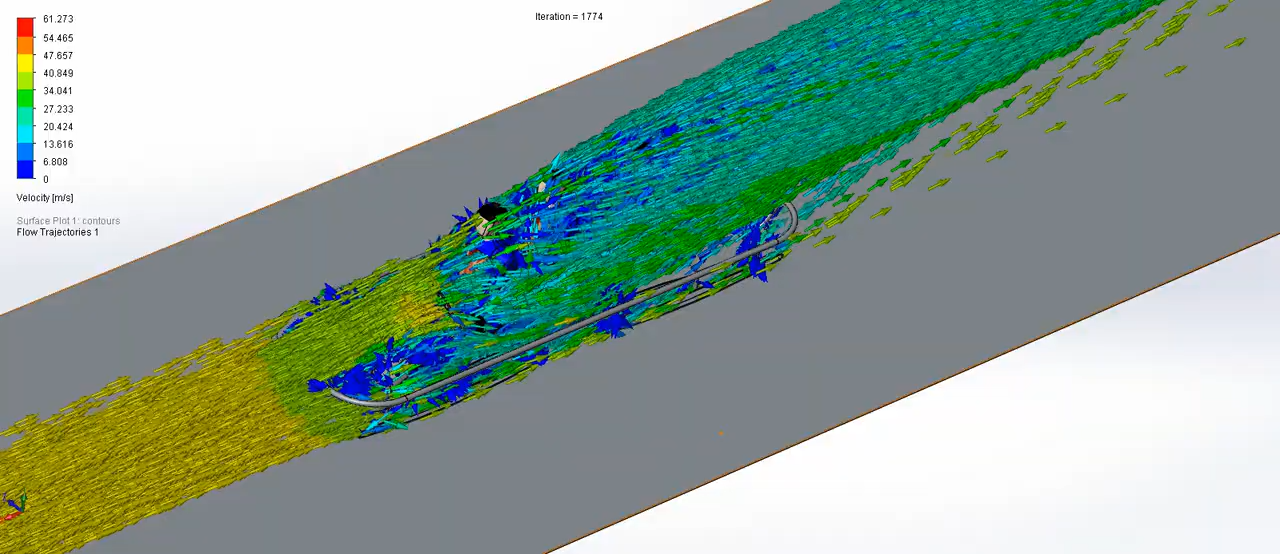 Iteration = 1774
61.273
54.465
47.657
40.849
34.041
27.233
20.424
13.616
6.808
0
Velocity [m/s]
Surface Plot 1: contours
Flow Trajectories 1